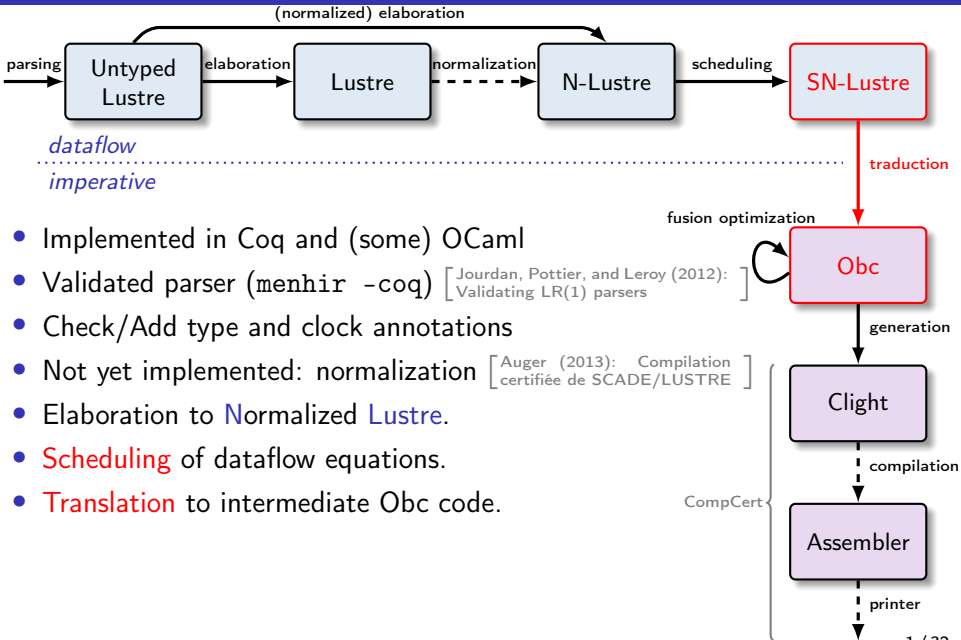 (normalized) elaboration
parsing
Untyped
Lustre
elaboration
Lustre
normalization
N-Lustre
scheduling
SN-Lustre
dataflow
imperative
traduction
fusion optimization
Obc
generation
• Implemented in Coq and (some) OCaml
• Validated parser (menhir -coq) [Jourdan, Pottier, and Leroy (2012):
Validating LR(1) parsers]
• Check/Add type and clock annotations
• Not yet implemented: normalization [Auger (2013): Compilation
certifiée de SCADE/LUSTRE]
• Elaboration to Normalized Lustre.
• Scheduling of dataflow equations.
• Translation to intermediate Obc code.
Clight
compilation
CompCert
Assembler
printer